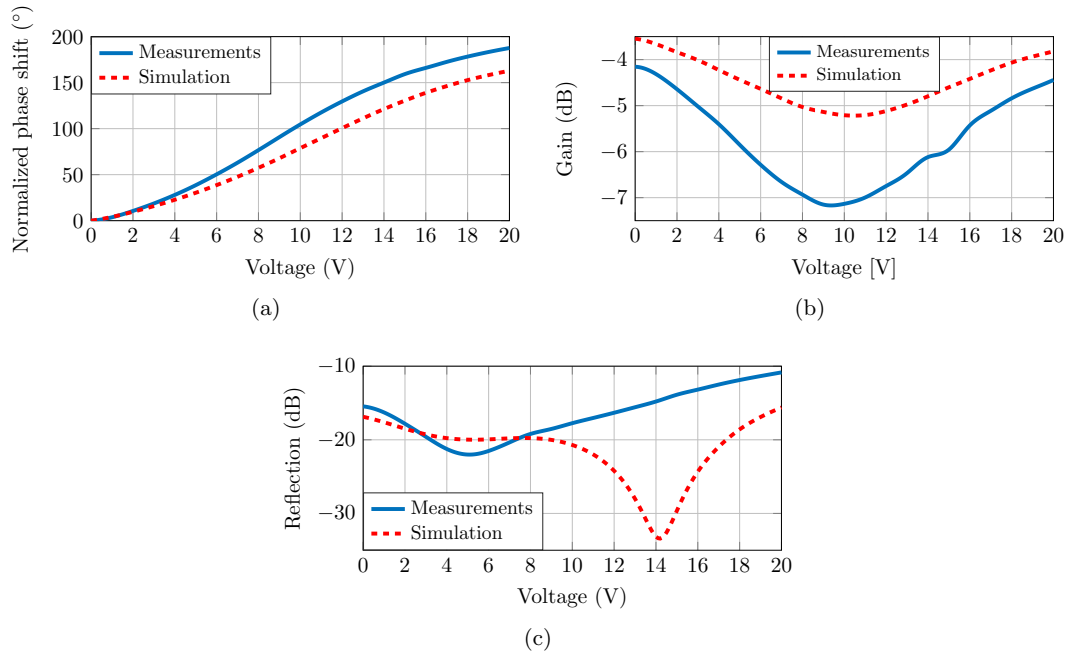 Normalized phase shift (°)
200
150
100
50
0
Measurements
Simulation
0 2 4 6 8 10 12 14 16 18 20
Voltage (V)
(a)
Gain (dB)
−4
−5
−6
−7
Measurements
Simulation
0 2 4 6 8 10 12 14 16 18 20
Voltage [V]
(b)
Reflection (dB)
−10
−20
−30
Measurements
Simulation
0 2 4 6 8 10 12 14 16 18 20
Voltage (V)
(c)